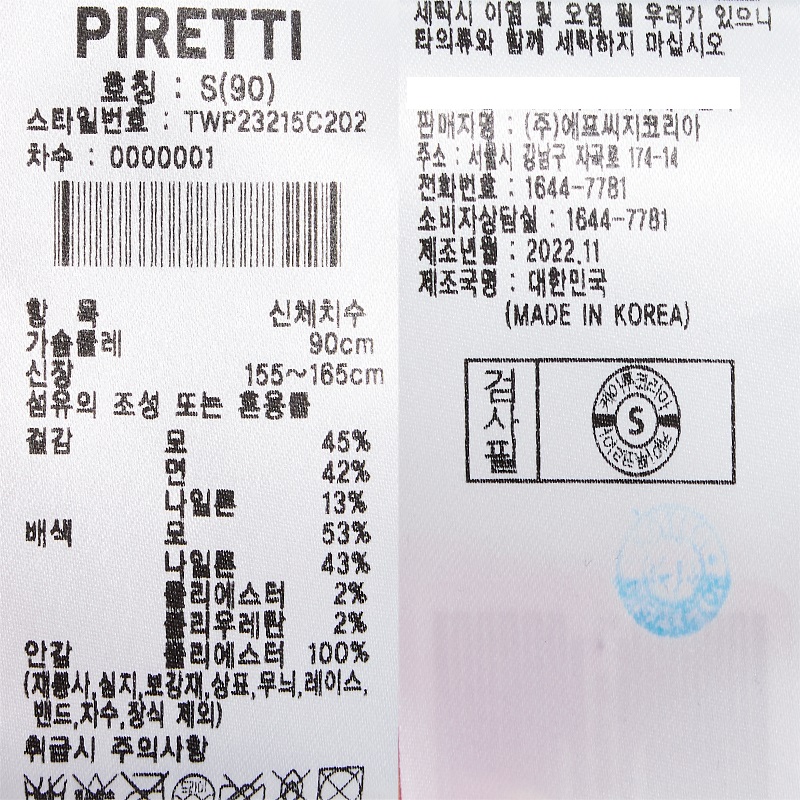 PIRETTI
호칭 : S(90)
스타일번호 : TWP23215C202
차수 : 0000001
항 목 신체치수
가슴둘레 90cm
신장 155~165cm
섬유의 조성 또는 혼용률
겉감 모 45%
면 42%
나일론 13%
배색 모 53%
나일론 43%
폴리에스터 2%
폴리우레탄 2%
안감 폴리에스터 100%
(재봉사,심지,보강재,상표,무늬,레이스,
밴드,자수,장식 제외)
취급시 주의사항
세탁시 이염 및 오염 될 우려가 있으니
타의류와 함께 세탁하지 마십시오
판매자명 : (주)에프씨지코리아
주소 : 서울시 강남구 자곡로 174-14
전화번호 : 1644-7781
소비자상담실 : 1644-7781
제조년월 : 2022.11
제조국명 : 대한민국
(MADE IN KOREA)
검사필
S